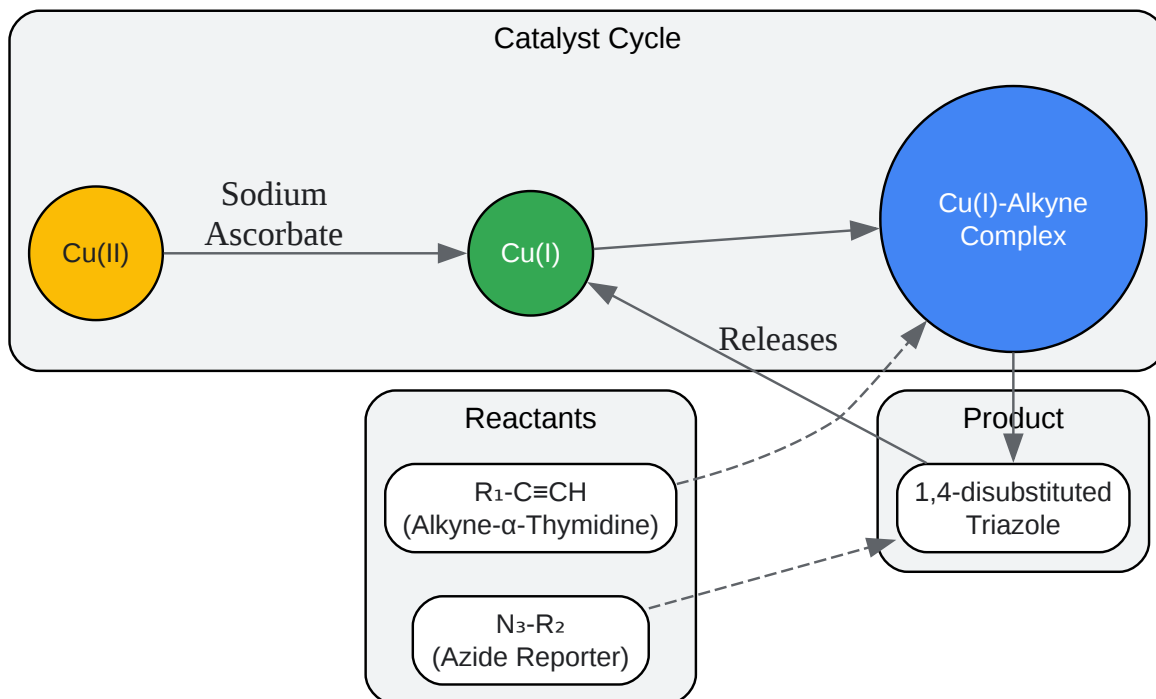 Catalyst Cycle
Cu(II)
Sodium
Ascorbate
Cu(I)
Cu(I)-Alkyne
Complex
Releases
Reactants
R₁-C≡CH
(Alkyne-α-Thymidine)
N₃-R₂
(Azide Reporter)
Product
1,4-disubstituted
Triazole